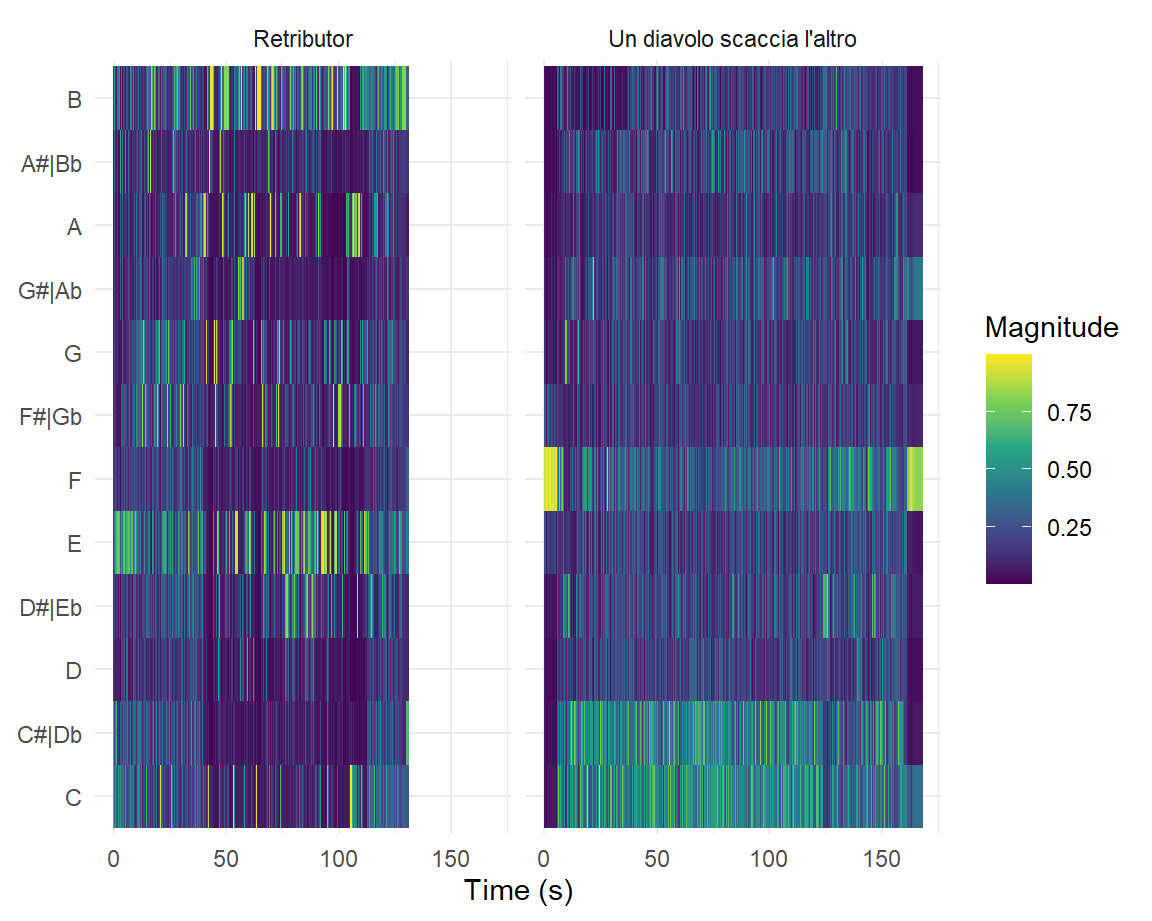 Retributor
Un diavolo scaccia l'altro
B
A#|Bb
A
G#|Ab
G
F#|Gb
F
E
D#|Eb
D
C#|Db
C
0 50 100 150
0 50 100 150
Time (s)
Magnitude
0.75
0.50
0.25